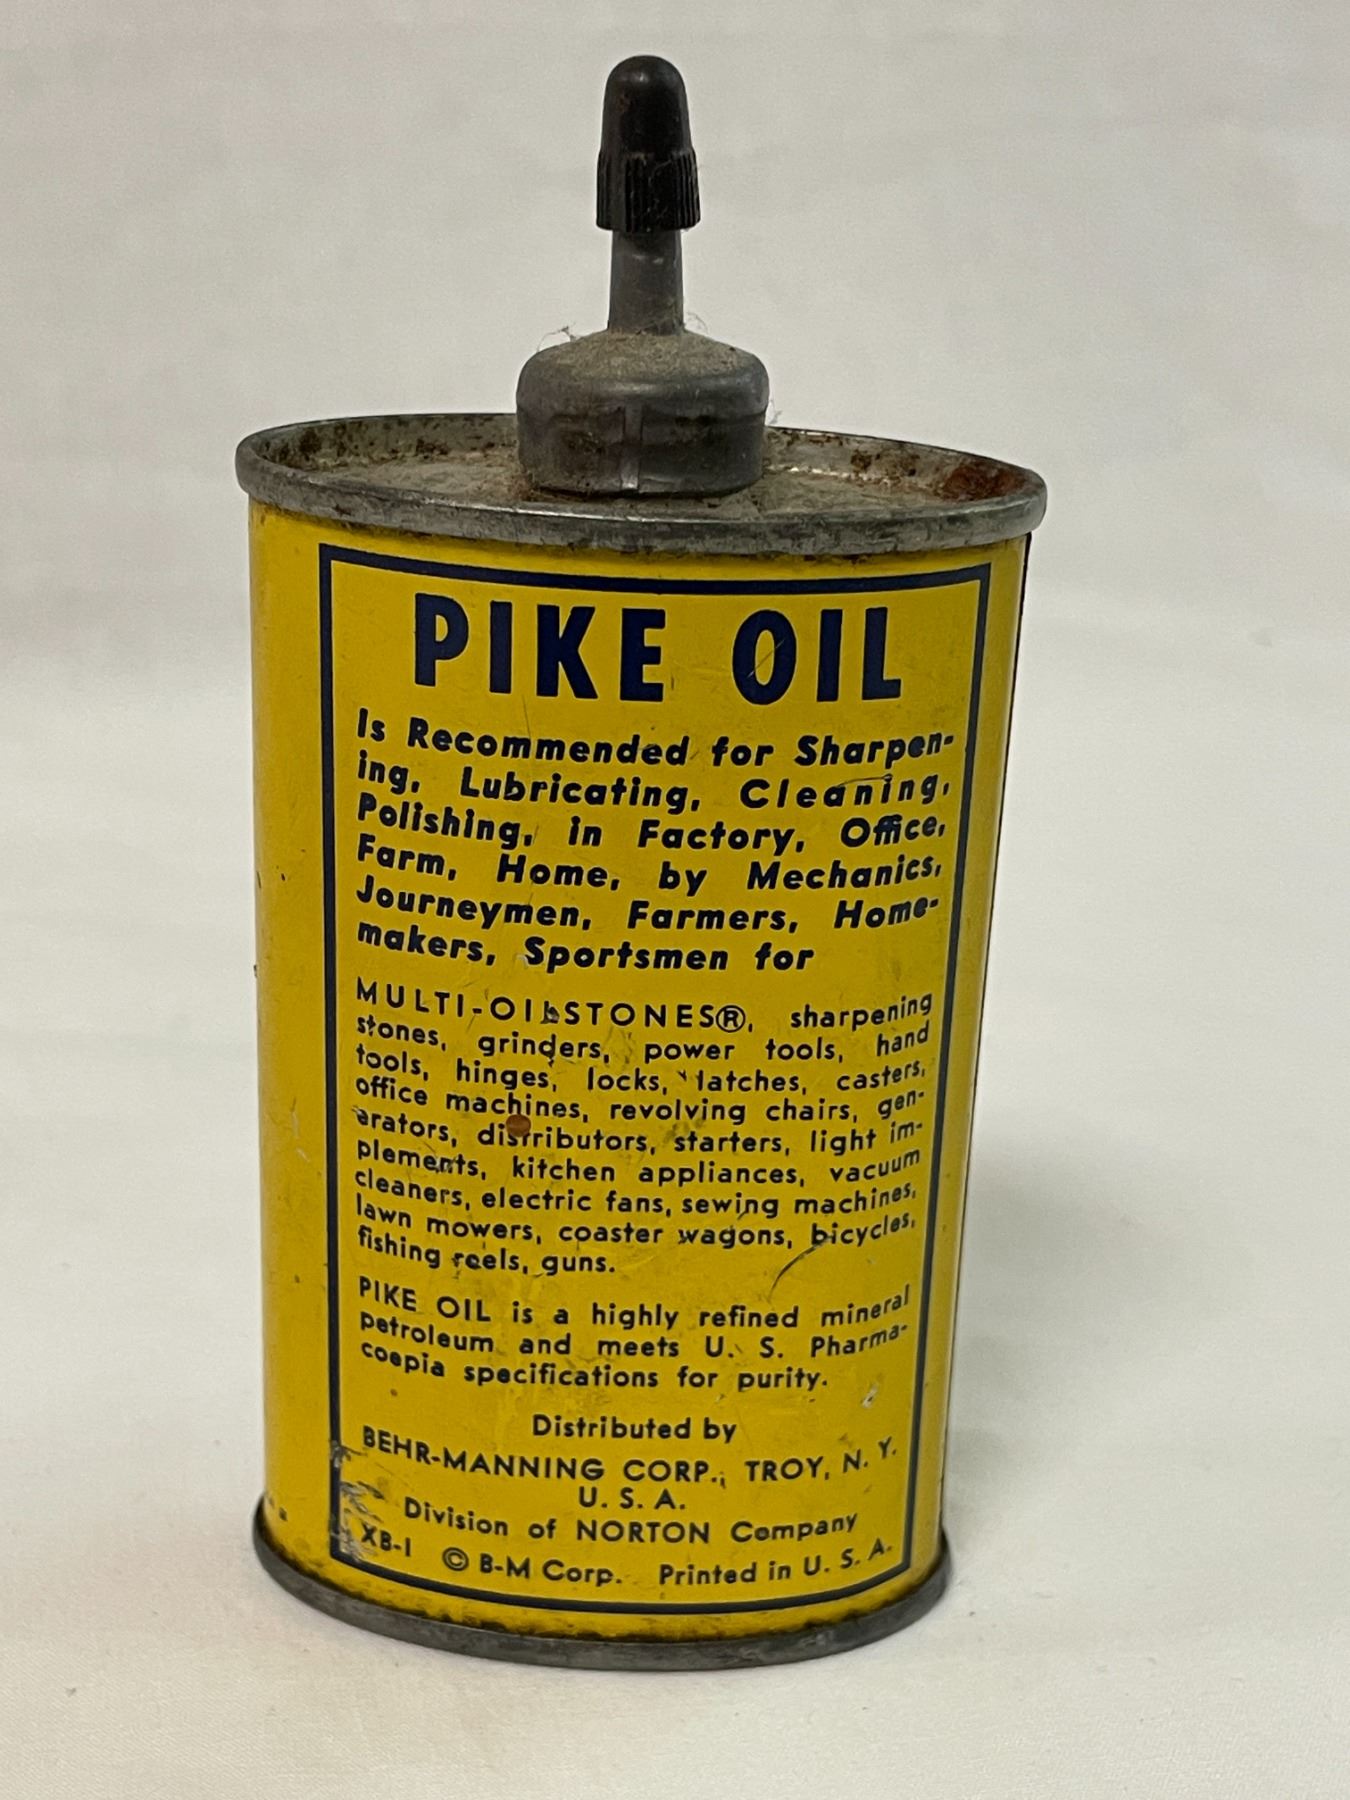 PIKE OIL
Is Recommended for Sharpen-
ing, Lubricating, Cleaning,
Polishing, in Factory, Office,
Farm, Home, by Mechanics,
Journeymen, Farmers, Home-
makers, Sportsmen for
MULTI-OILSTONES®, sharpening
stones, grinders, power tools, hand
tools, hinges, locks, latches, casters,
office machines, revolving chairs, gen-
erators, distributors, starters, light im-
plements, kitchen appliances, vacuum
cleaners, electric fans, sewing machines,
lawn mowers, coaster wagons, bicycles,
fishing reels, guns.
PIKE OIL is a highly refined mineral
petroleum and meets U. S. Pharma-
coepia specifications for purity.
Distributed by
BEHR-MANNING CORP., TROY, N. Y.
U. S. A.
Division of NORTON Company
XB-1 © B-M Corp. Printed in U. S. A.